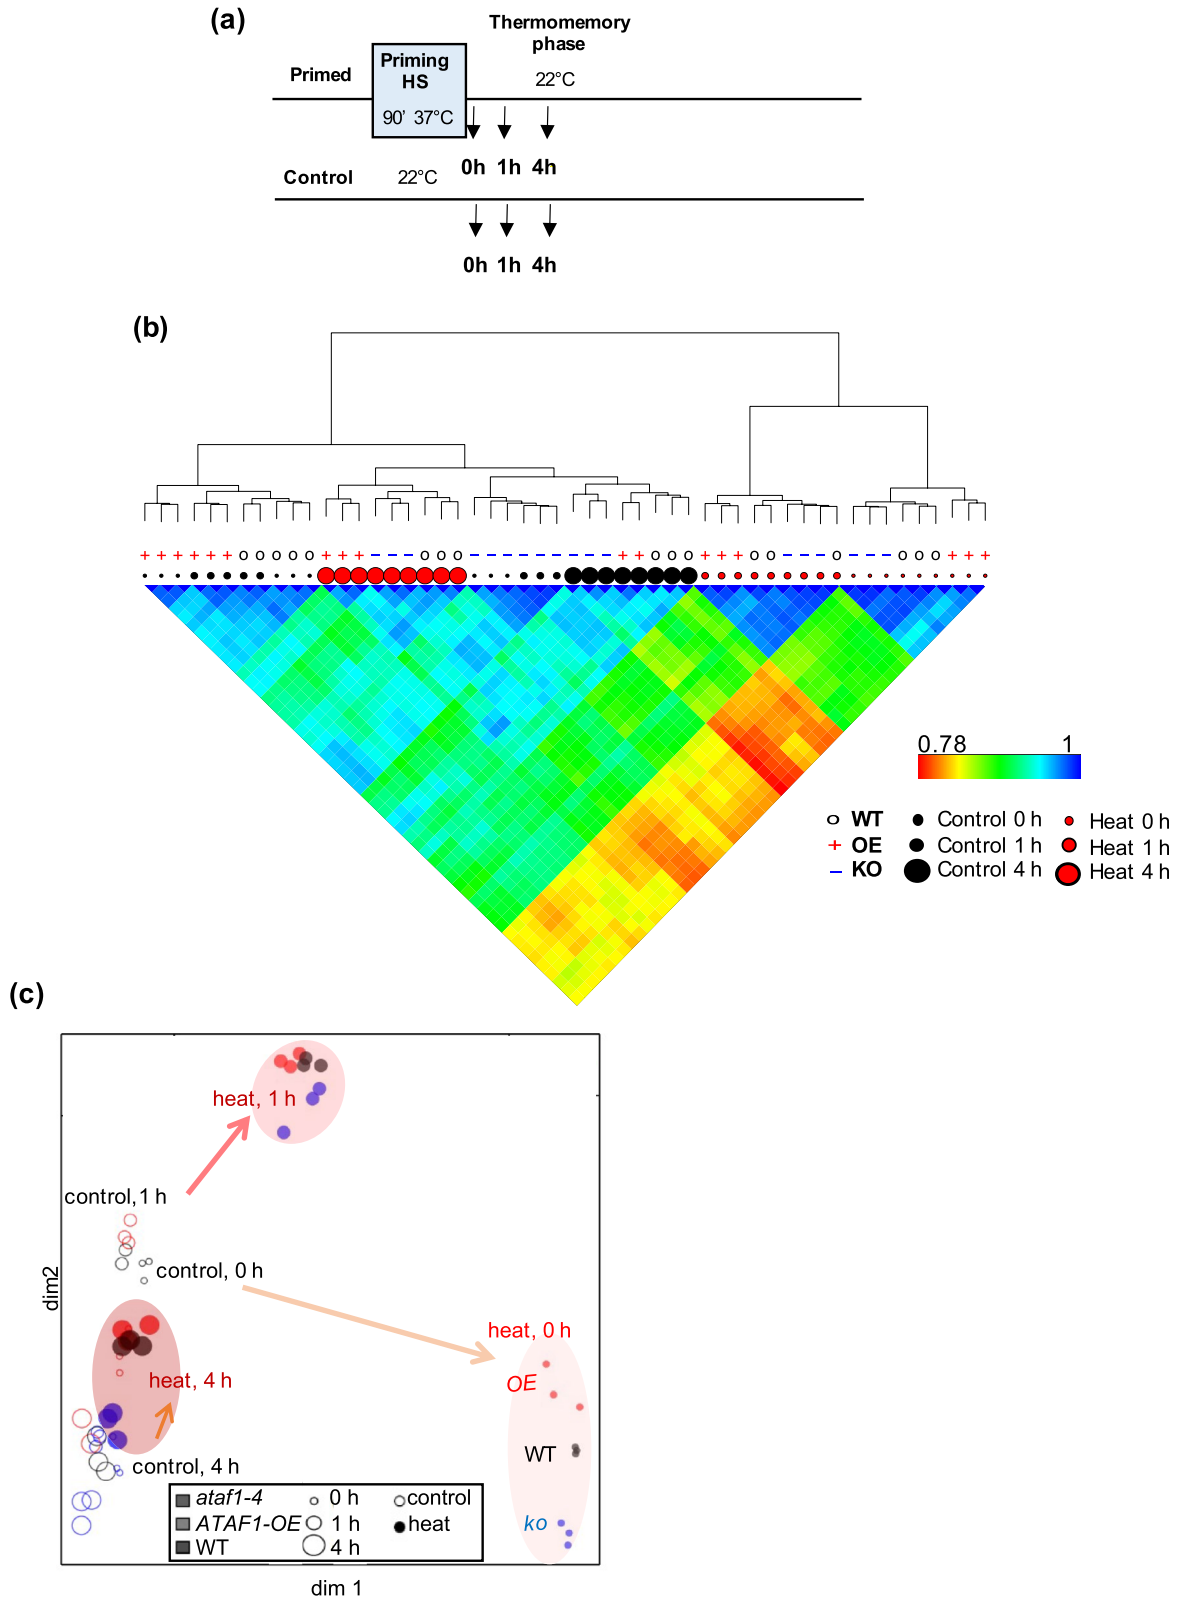 (a)
Thermomemory
phase
Priming
HS
Primed
22°C
90' 37°C
0h 1h 4h
Control 22°C
0h 1h 4h
(b)
+ + + + + + o o o o o + + + − − − o o o − − − − − − − − − + + o o o + + + o o − − − o − − − o o o + + +
0.78 1
o WT Control 0 h Heat 0 h
+ OE Control 1 h Heat 1 h
− KO Control 4 h Heat 4 h
(c)
heat, 1 h
control,1 h
control, 0 h
dim2
heat, 0 h
OE
heat, 4 h
WT
control, 4 h
ko
ataf1-4 0 h control
ATAF1-OE 1 h heat
WT 4 h
dim 1